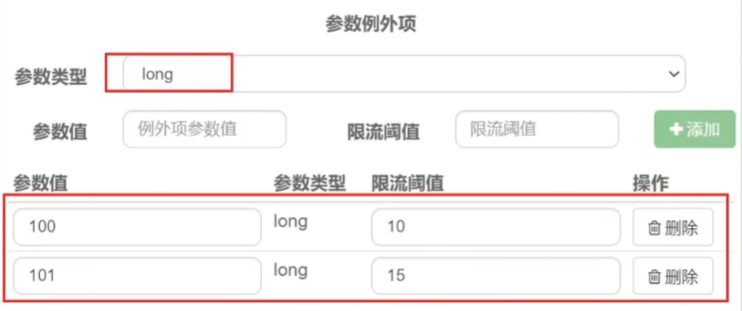 参数例外项
参数类型 long
参数值 例外项参数值 限流阈值 限流阈值 +添加
参数值 参数类型 限流阈值 操作
100 long 10 删除
101 long 15 删除